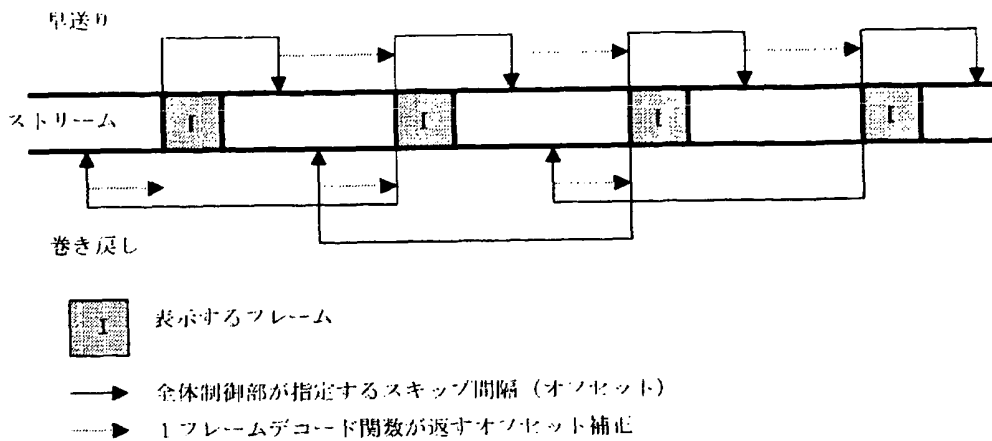 早送り
I
I
I
I
ストリーム
巻き戻し
I
表示するフレーム
全体制御部が指定するスキップ間隔（オフセット）
1フレームデコード関数が返すオフセット補正